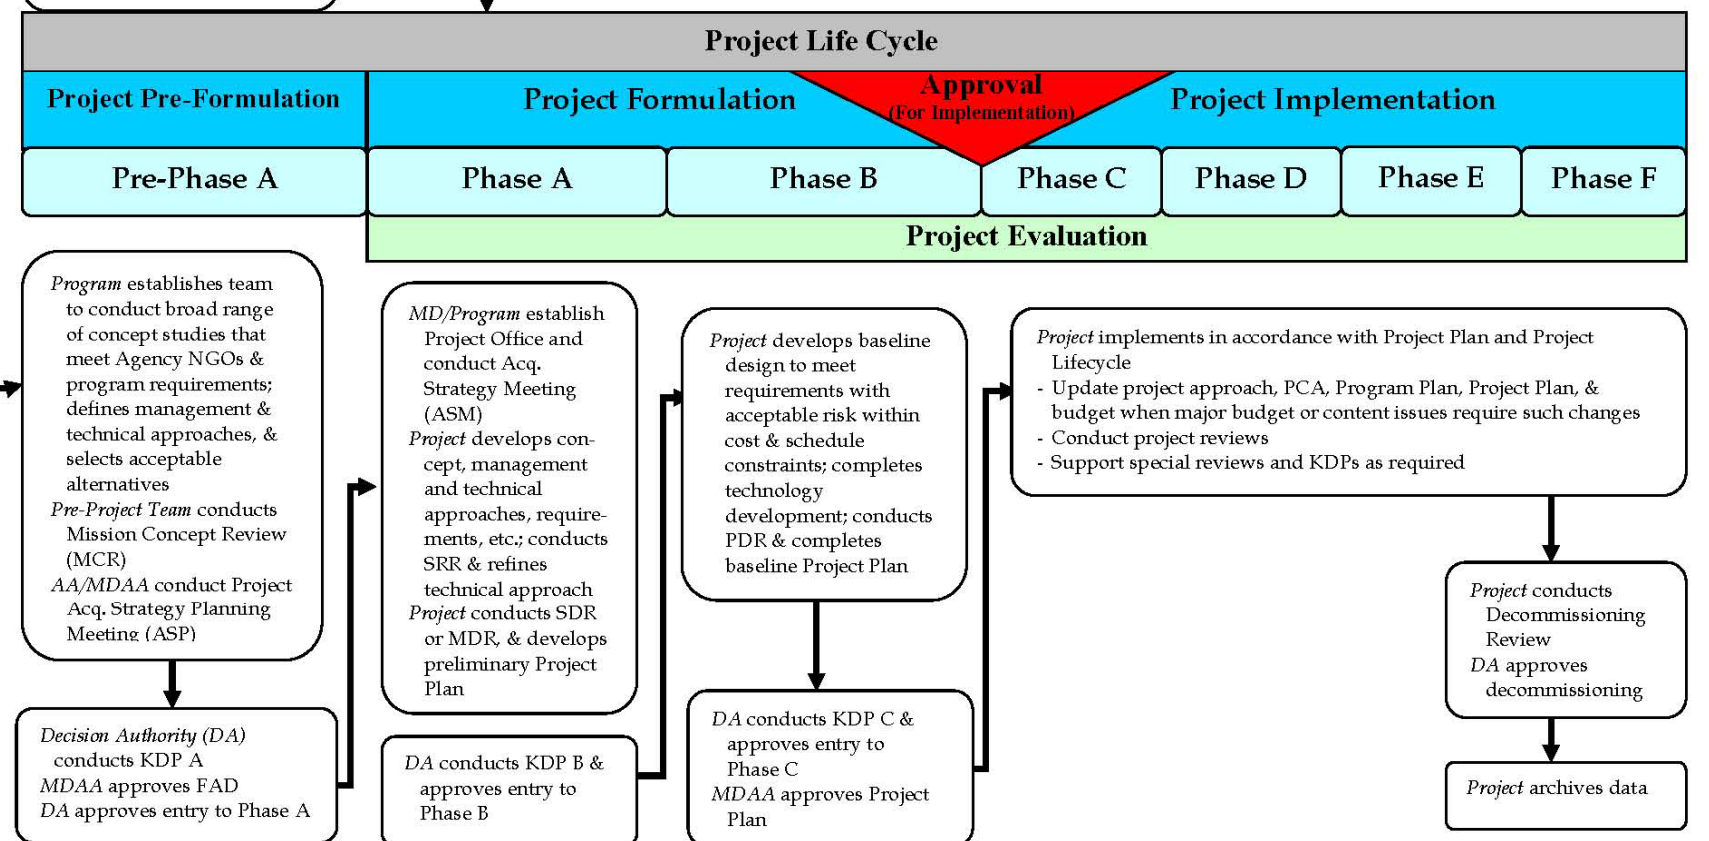 Project Life Cycle
Project Pre-Formulation
Project Formulation
Approval
(For Implementation)
Project Implementation
Pre-Phase A
Phase A
Phase B
Phase C
Phase D
Phase E
Phase F
Project Evaluation
Program establishes team
to conduct broad range
of concept studies that
meet Agency NGOs &
program requirements;
defines management &
technical approaches, &
selects acceptable
alternatives
Pre-Project Team conducts
Mission Concept Review
(MCR)
AA/MDAA conduct Project
Acq. Strategy Planning
Meeting (ASP)
Decision Authority (DA)
conducts KDP A
MDAA approves FAD
DA approves entry to Phase A
MD/Program establish
Project Office and
conduct Acq.
Strategy Meeting
(ASM)
Project develops con-
cept, management
and technical
approaches, require-
ments, etc.; conducts
SRR & refines
technical approach
Project conducts SDR
or MDR, & develops
preliminary Project
Plan
DA conducts KDP B &
approves entry to
Phase B
Project develops baseline
design to meet
requirements with
acceptable risk within
cost & schedule
constraints; completes
technology
development; conducts
PDR & completes
baseline Project Plan
DA conducts KDP C &
approves entry to
Phase C
MDAA approves Project
Plan
Project implements in accordance with Project Plan and Project
Lifecycle
- Update project approach, PCA, Program Plan, Project Plan, &
budget when major budget or content issues require such changes
- Conduct project reviews
- Support special reviews and KDPs as required
Project conducts
Decommissioning
Review
DA approves
decommissioning
Project archives data